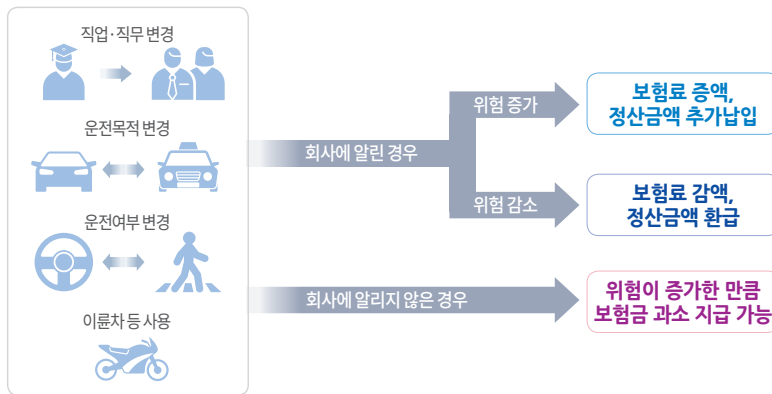 직업·직무 변경
운전목적 변경
운전여부 변경
이륜차 등 사용
회사에 알린 경우
위험 증가
보험료 증액,
정산금액 추가납입
위험 감소
보험료 감액,
정산금액 환급
회사에 알리지 않은 경우
위험이 증가한 만큼
보험금 과소 지급 가능